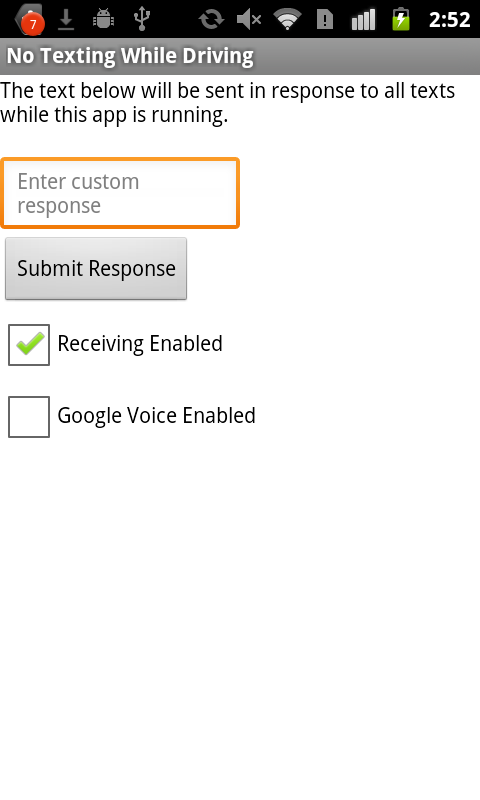 7
2:52
No Texting While Driving
The text below will be sent in response to all texts
while this app is running.
Enter custom
response
Submit Response
Receiving Enabled
Google Voice Enabled